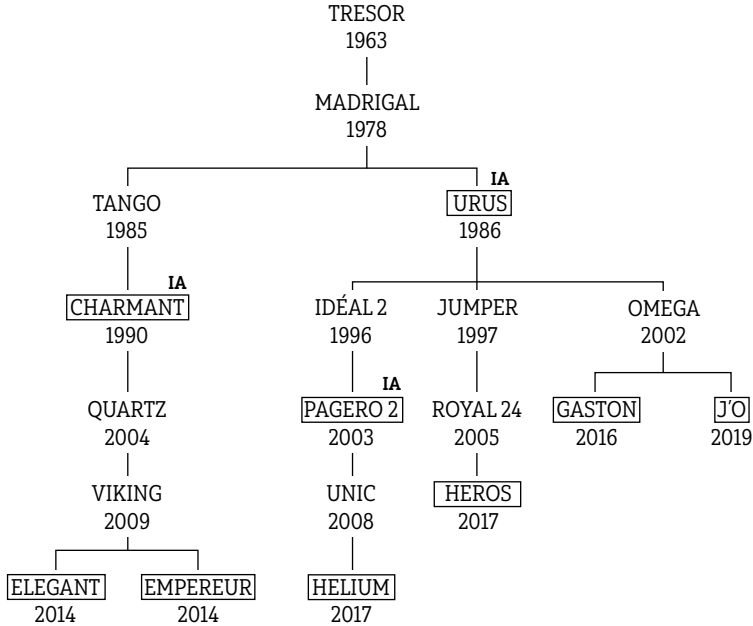 TRESOR
1963
MADRIGAL
1978
IA
TANGO URUS
1985 1986
IA
CHARMANT IDÉAL 2 JUMPER OMEGA
1990 1996 1997 2002
IA
QUARTZ PAGERO 2 ROYAL 24 GASTON J'O
2004 2003 2005 2016 2019
VIKING UNIC HEROS
2009 2008 2017
ELEGANT EMPEREUR HELIUM
2014 2014 2017